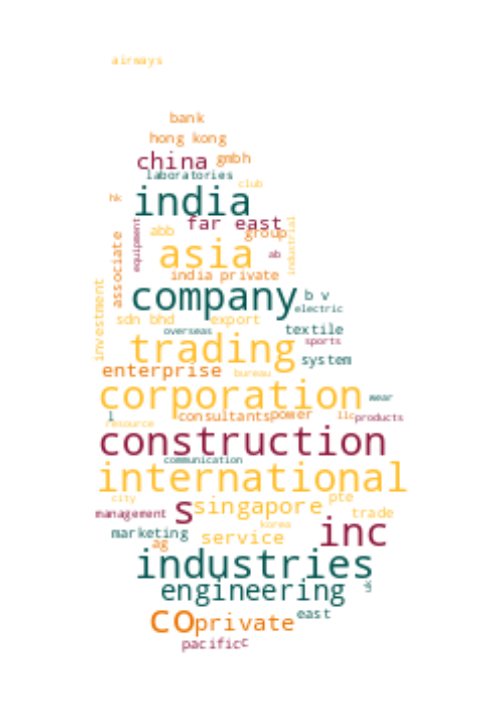 airways
bank
hong kong
china gmbh
laboratories
club
hk india
far east
abb group
equipment
industrial
associate
asia ab
india private
investment
company b v
electric
sdn bhd export
overseas textile
sports
trading system
enterprise bureau
corporation wear
l consultants power llc products
resource
construction
communication
international
city pte
management s singapore trade
korea
marketing service inc
ag
industries
engineering uk
co private east
pacific c